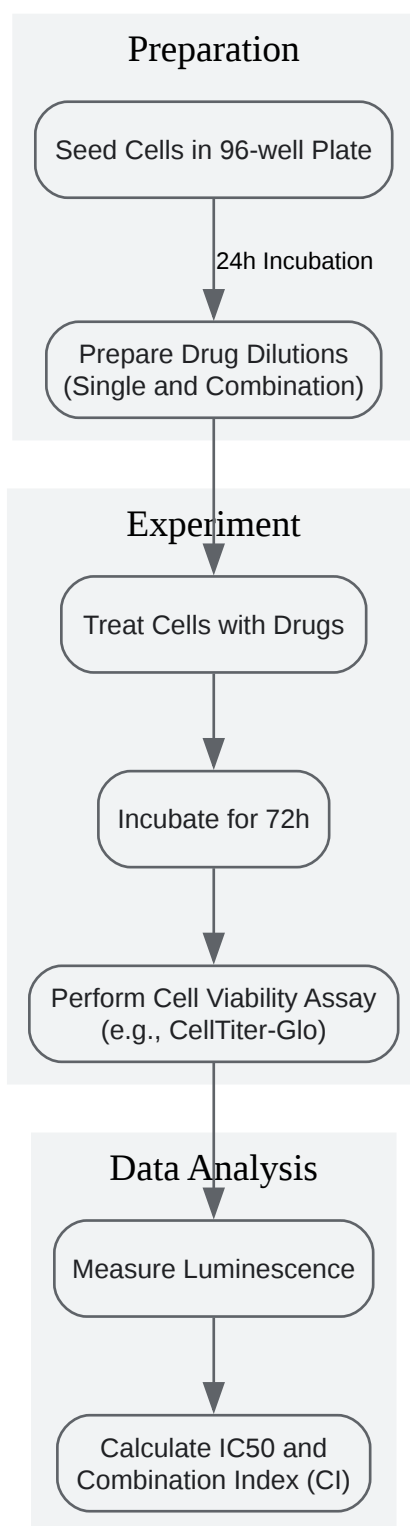 Preparation
Seed Cells in 96-well Plate
24h Incubation
Prepare Drug Dilutions
(Single and Combination)
Experiment
Treat Cells with Drugs
Incubate for 72h
Perform Cell Viability Assay
(e.g., CellTiter-Glo)
Data Analysis
Measure Luminescence
Calculate IC50 and
Combination Index (CI)